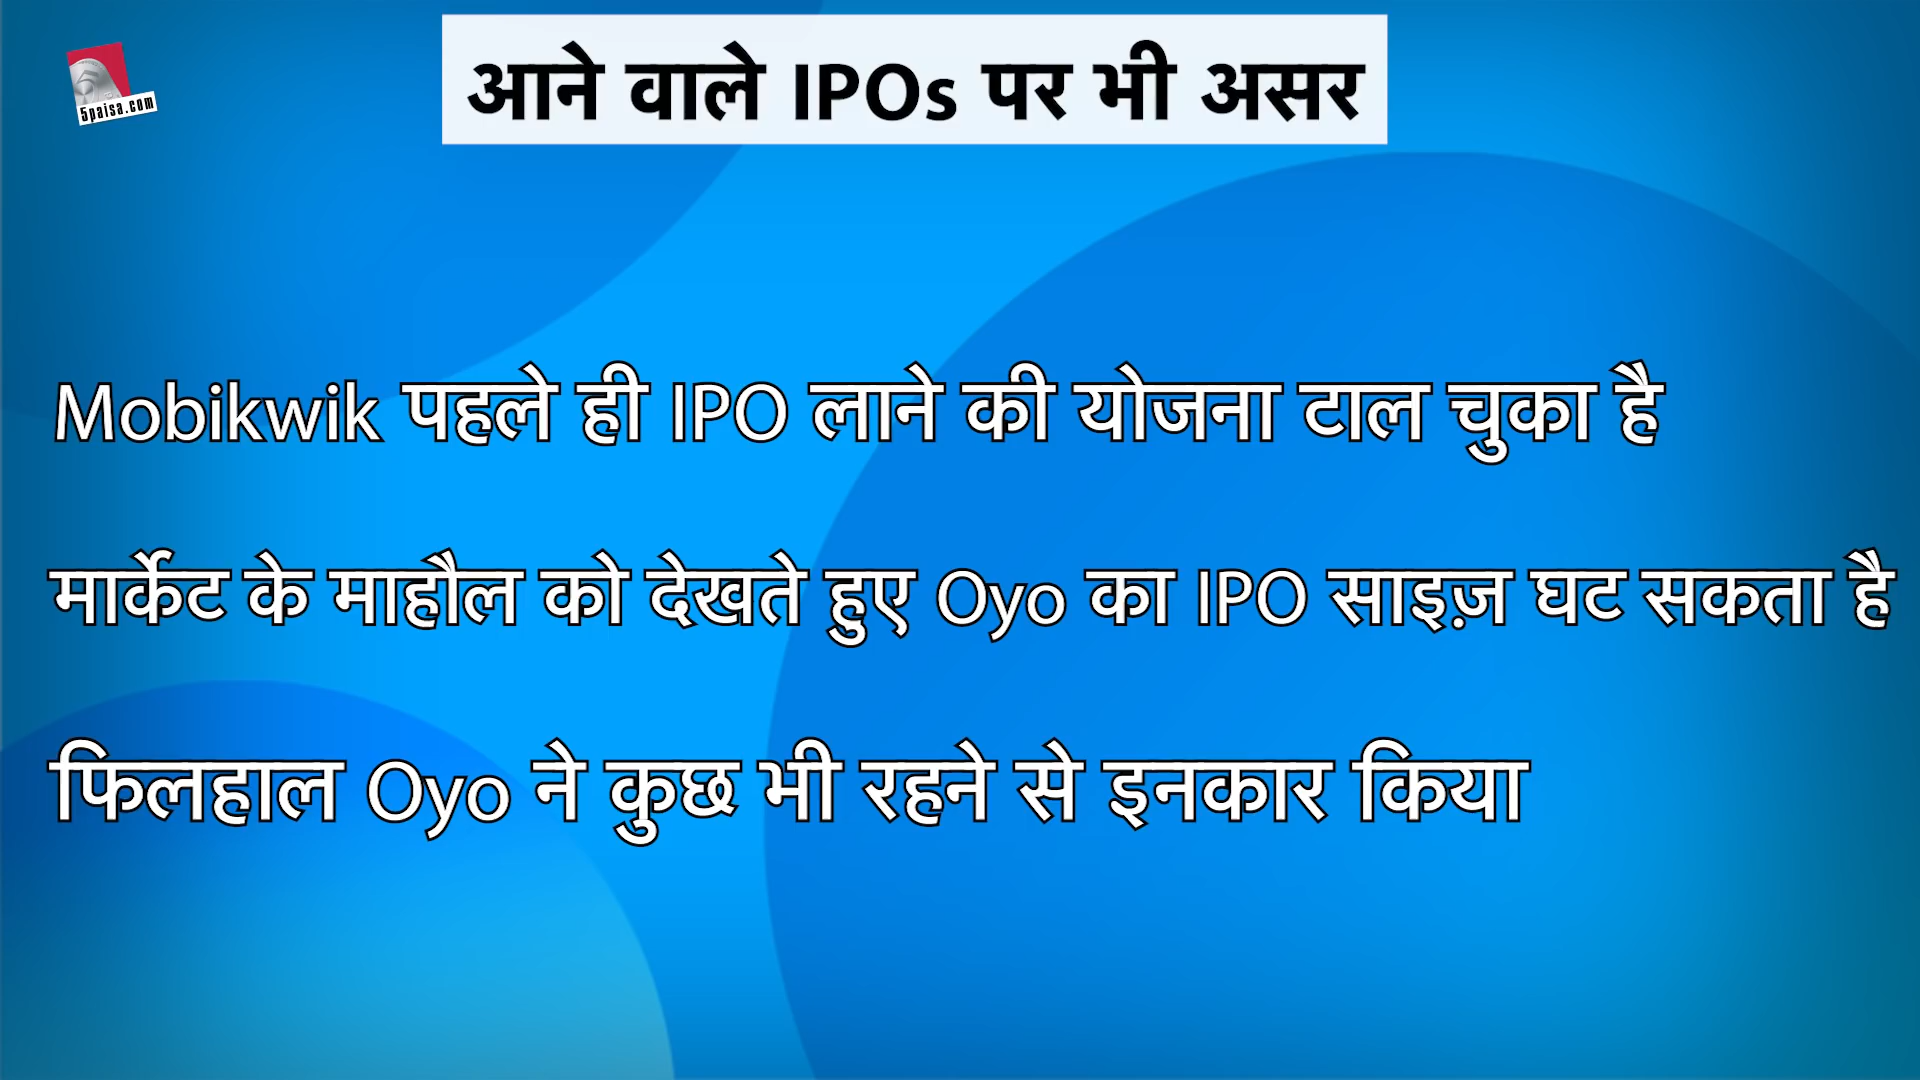 5paisa.com
आने वाले IPOs पर भी असर
Mobikwik पहले ही IPO लाने की योजना टाल चुका है
मार्केट के माहौल को देखते हुए Oyo का IPO साइज़ घट सकता है
फिलहाल Oyo ने कुछ भी रहने से इनकार किया